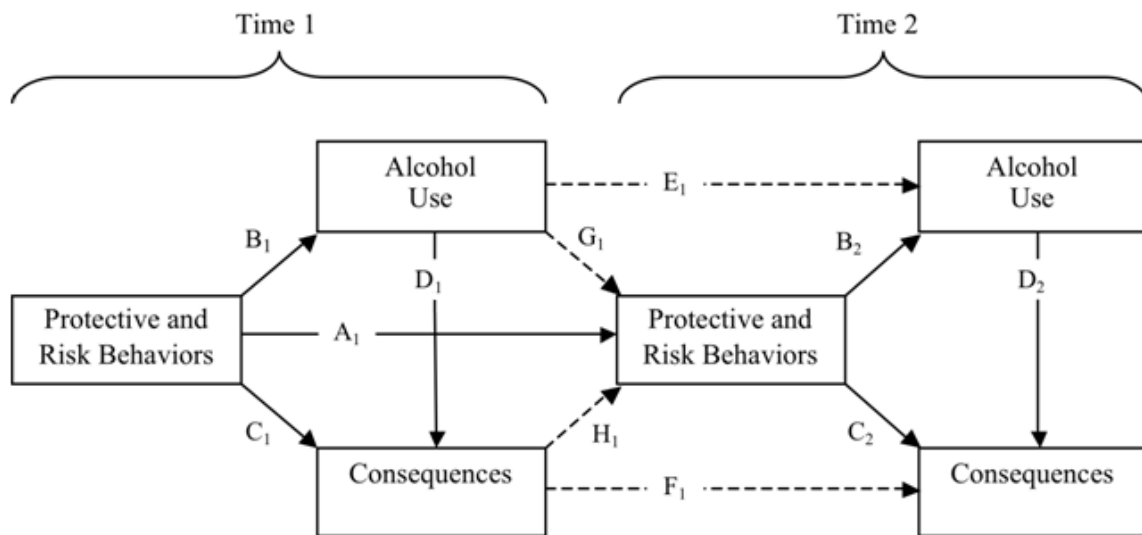 Time 1
Time 2
Alcohol
Use
E₁
Alcohol
Use
B₁
G₁
B₂
D₁
D₂
Protective and
Risk Behaviors
A₁
Protective and
Risk Behaviors
C₁
H₁
C₂
Consequences
F₁
Consequences